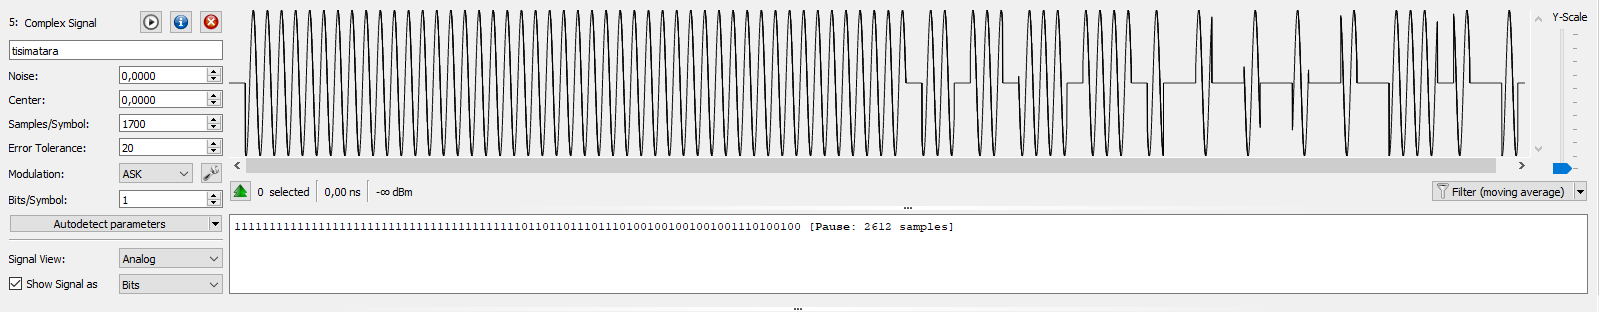 5: Complex Signal
Y-Scale
tisimatara
Noise: 0,0000
Center: 0,0000
Samples/Symbol: 1700
Error Tolerance: 20
Modulation: ASK
Bits/Symbol: 1
0 selected 0,00 ns -∞ dBm
Filter (moving average)
Autodetect parameters
111111111111111111111111111111111111111110110110111011101001001001001001110100100 [Pause: 2612 samples]
Signal View: Analog
Show Signal as Bits